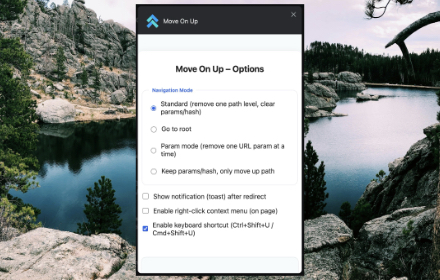 Move On Up
Move On Up – Options
Navigation Mode
Standard (remove one path level, clear
params/hash)
Go to root
Param mode (remove one URL param at a
time)
Keep params/hash, only move up path
Show notification (toast) after redirect
Enable right-click context menu (on page)
Enable keyboard shortcut (Ctrl+Shift+U /
Cmd+Shift+U)